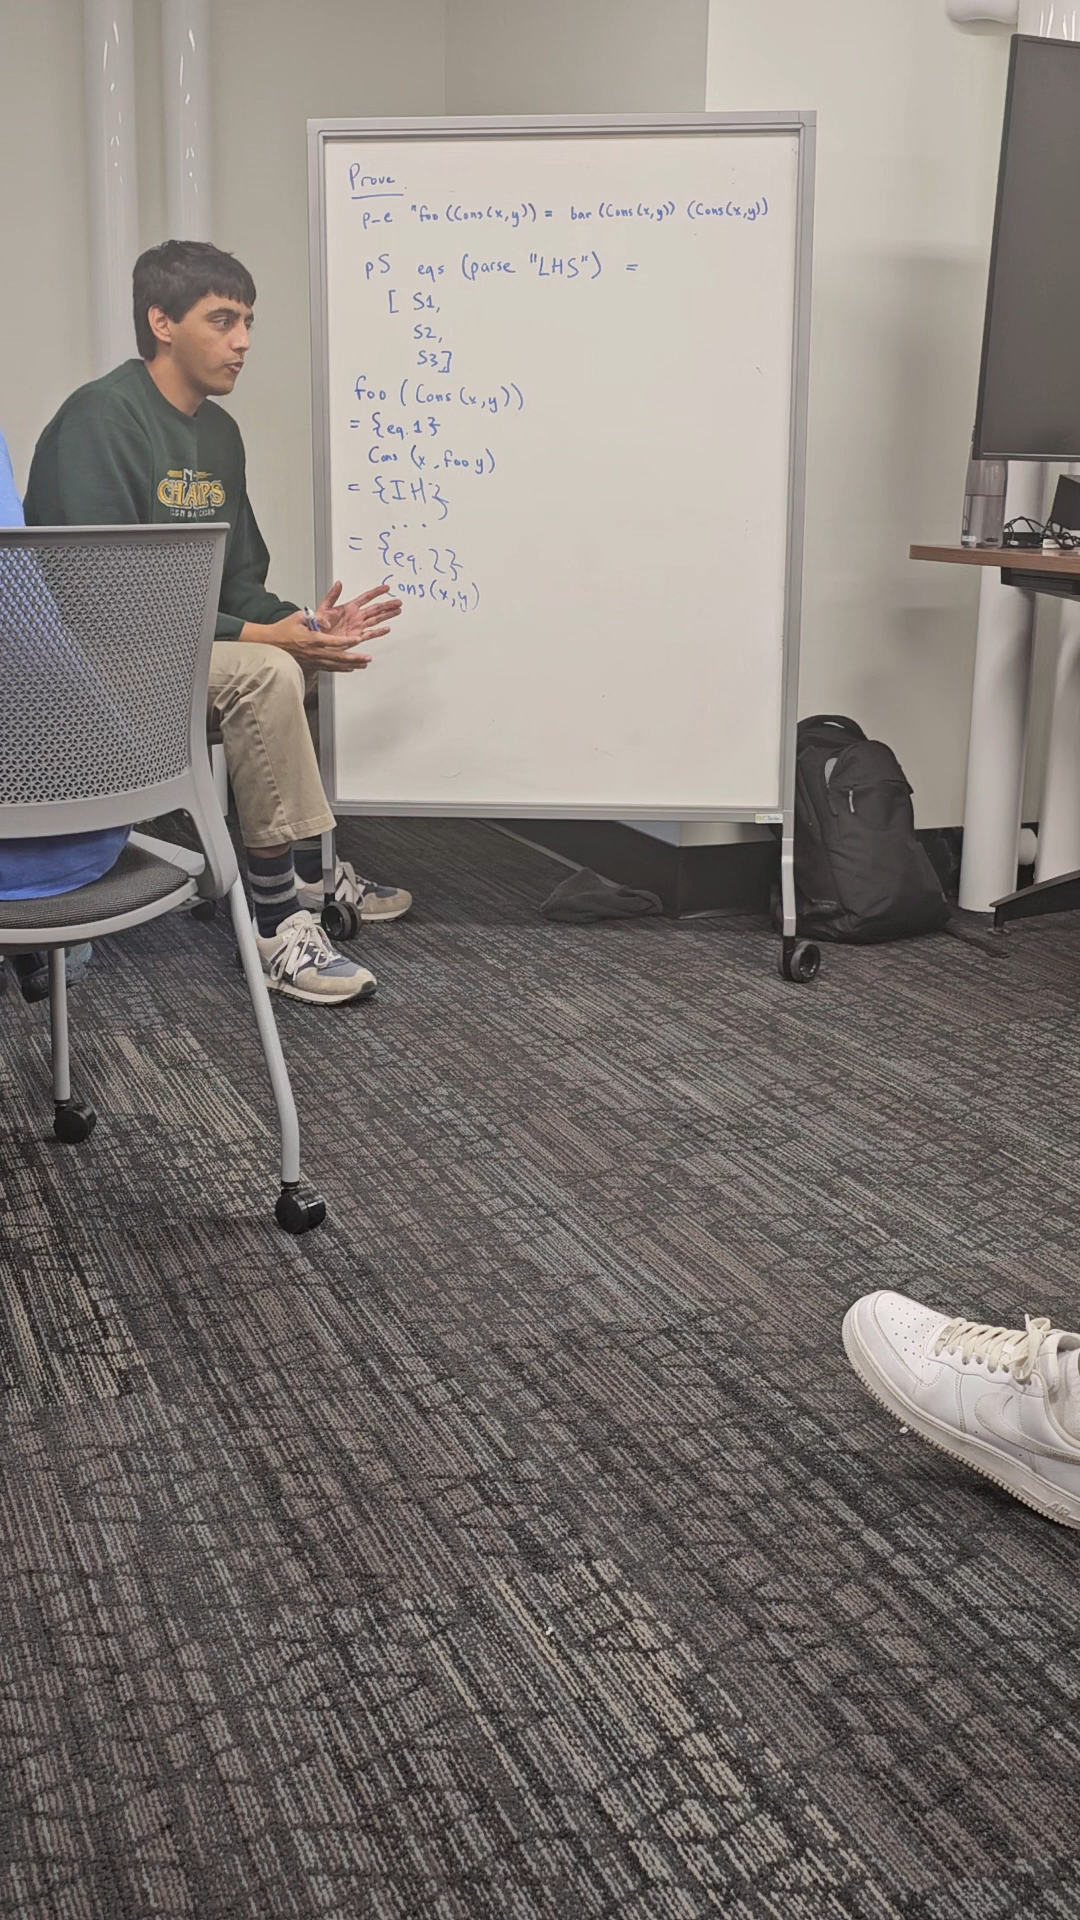 Prove
p-e "foo (Cons(x,y)) = bar (Cons(x,y)) (Cons(x,y))
pS eqs (parse "LHS") =
[ S1,
S2,
S3]
foo (Cons(x,y))
= {eq.1}
Cons (x, foo y)
= {IH}
...
= {eq.2}
Cons(x,y)
CHAPS